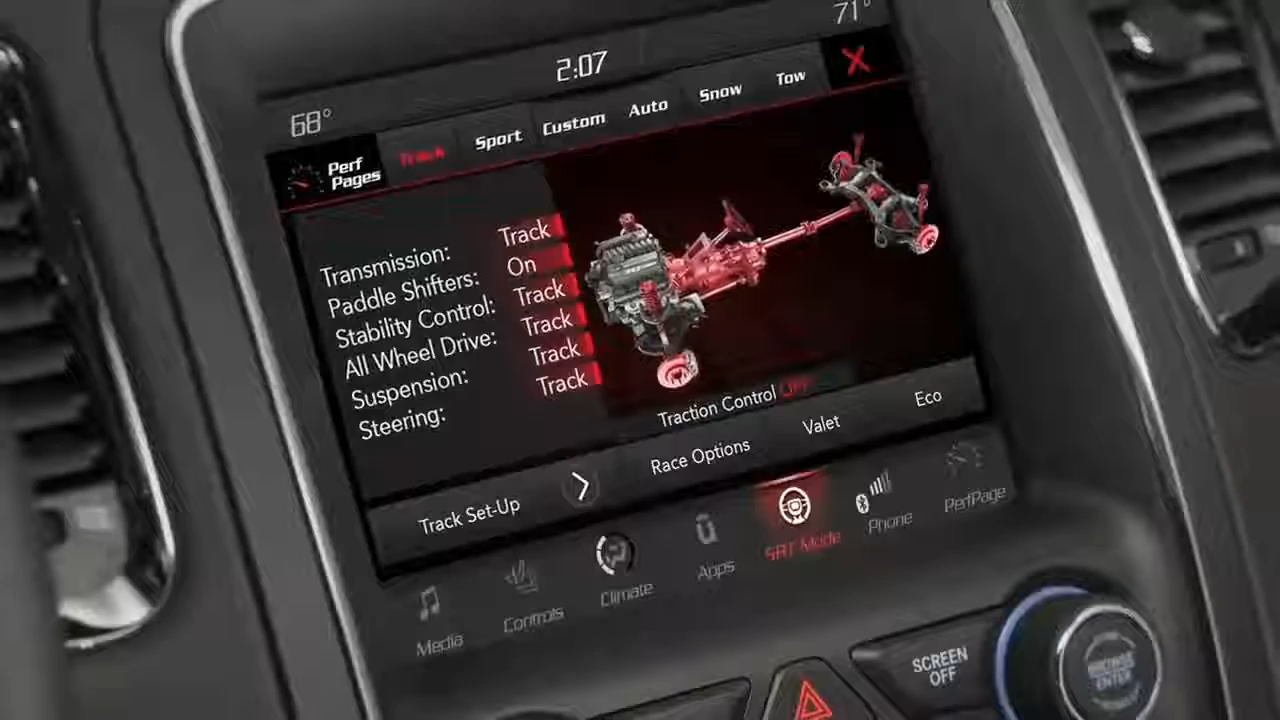 71°
2:07
68°
Perf
Pages
Track
Sport
Custom
Auto
Snow
Tow
X
Transmission: Track
Paddle Shifters: On
Stability Control: Track
All Wheel Drive: Track
Suspension: Track
Steering: Track
Traction Control OFF
Track Set-Up
Race Options
Valet
Eco
Media
Controls
Climate
Apps
SRT Mode
Phone
PerfPage
SCREEN
OFF
BROWSE
ENTER